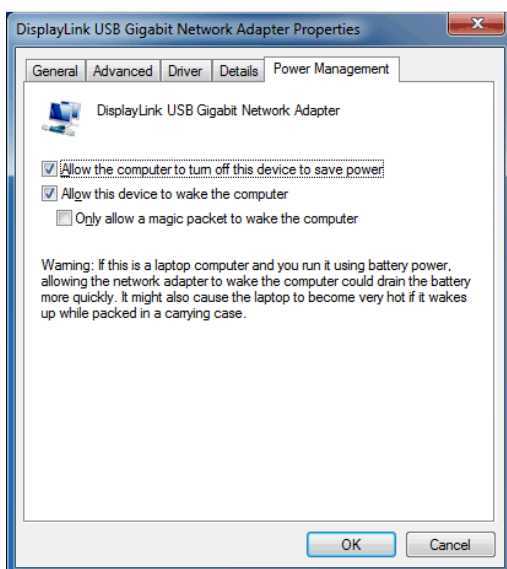 DisplayLink USB Gigabit Network Adapter Properties
General Advanced Driver Details Power Management
DisplayLink USB Gigabit Network Adapter
Allow the computer to turn off this device to save power
Allow this device to wake the computer
Only allow a magic packet to wake the computer
Warning: If this is a laptop computer and you run it using battery power,
allowing the network adapter to wake the computer could drain the battery
more quickly. It might also cause the laptop to become very hot if it wakes
up while packed in a carrying case.
OK Cancel